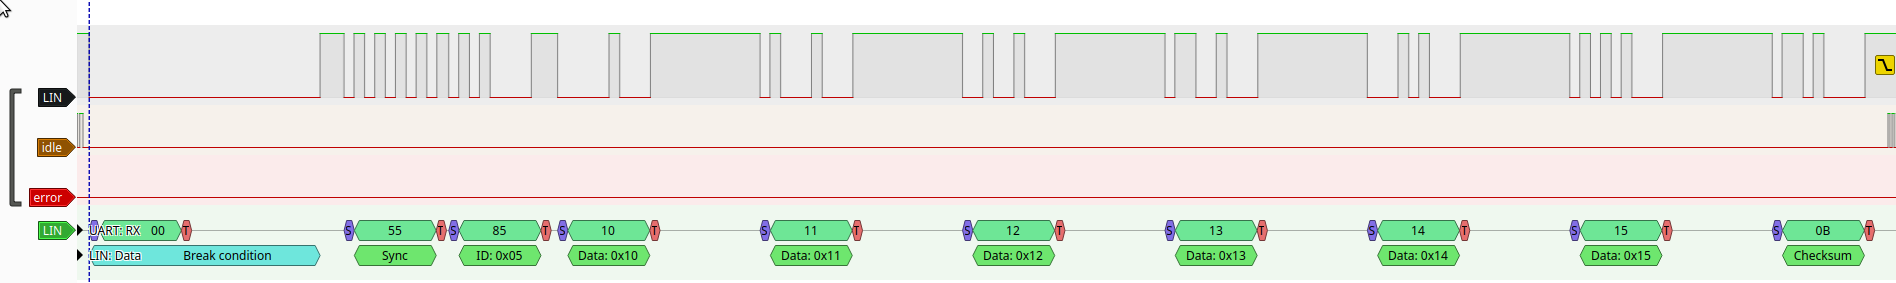 LIN
idle
error
LIN UART: RX 00 T S 55 T S 85 T S 10 T S 11 T S 12 T S 13 T S 14 T S 15 T S 0B T
LIN: Data Break condition Sync ID: 0x05 Data: 0x10 Data: 0x11 Data: 0x12 Data: 0x13 Data: 0x14 Data: 0x15 Checksum